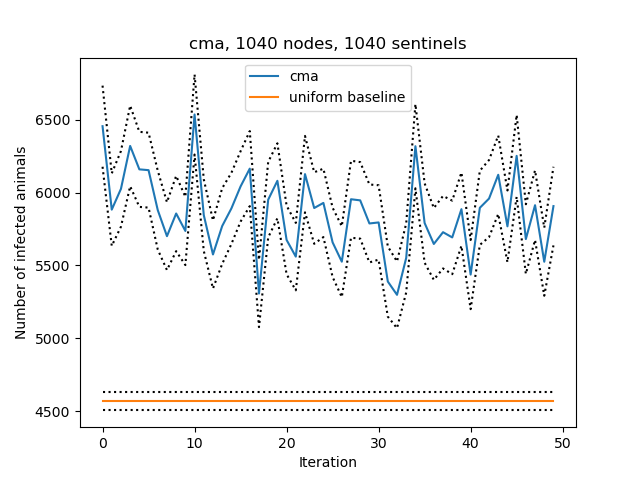 cma, 1040 nodes, 1040 sentinels
cma
uniform baseline
Number of infected animals
6500
6000
5500
5000
4500
0 10 20 30 40 50
Iteration